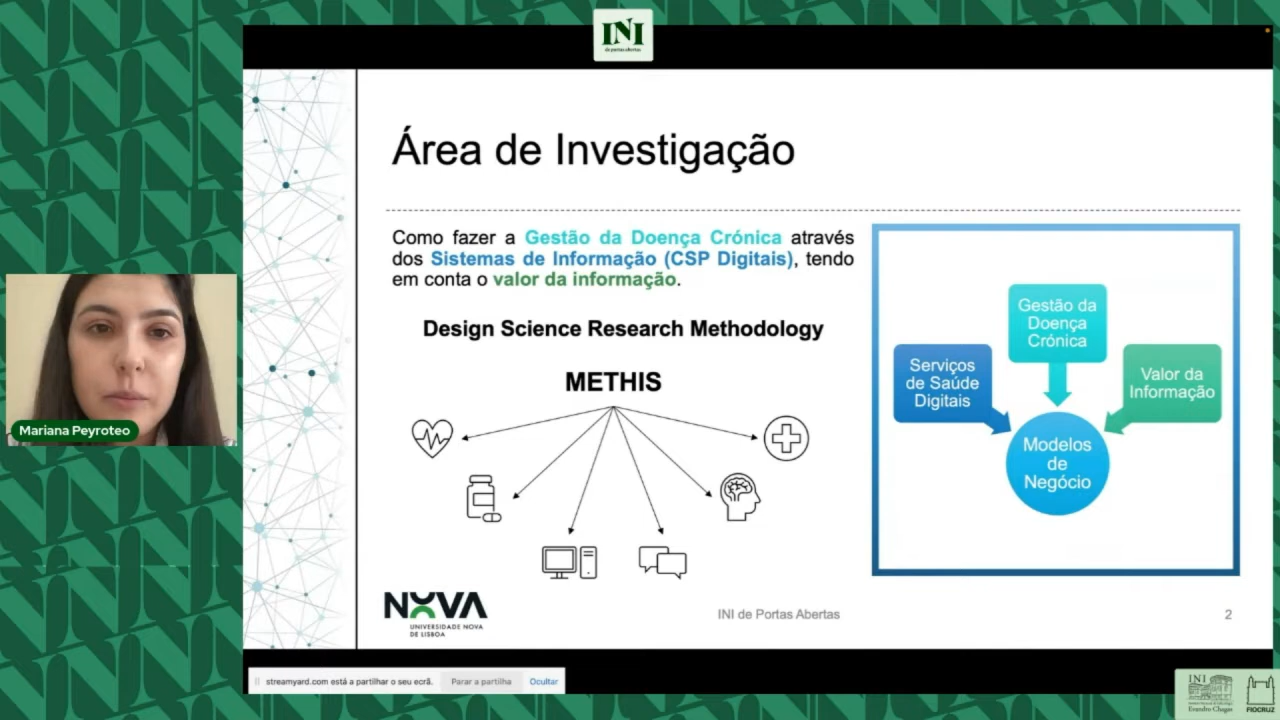 INI
de portas abertas
Área de Investigação
Como fazer a Gestão da Doença Crónica através
dos Sistemas de Informação (CSP Digitais), tendo
em conta o valor da informação.
Design Science Research Methodology
METHIS
Gestão da
Doença
Crónica
Serviços
de Saúde
Digitais
Valor da
Informação
Modelos
de
Negócio
Mariana Peyroteo
NOVA
UNIVERSIDADE NOVA
DE LISBOA
INI de Portas Abertas
2
streamyard.com está a partilhar o seu ecrã.
Parar a partilha
Ocultar
INI
Evandro Chagas
FIOCRUZ